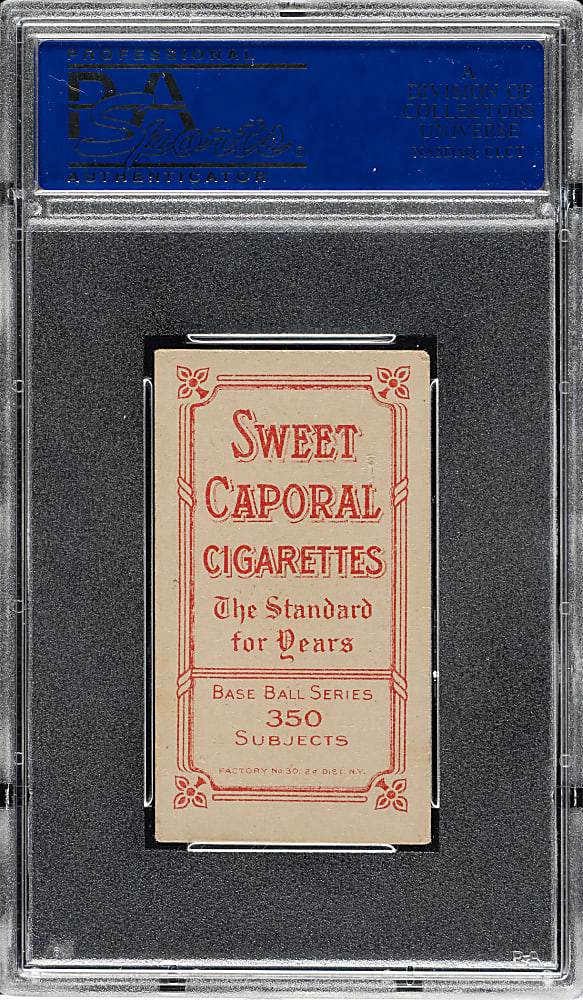 PROFESSIONAL
PSA
Sports
AUTHENTICATOR
A
DIVISION OF
COLLECTORS
UNIVERSE
NASDAQ: CLCT
SWEET
CAPORAL
CIGARETTES
The Standard
for Years
BASE BALL SERIES
350
SUBJECTS
FACTORY No 30, 2d DIST. N.Y.
PSA